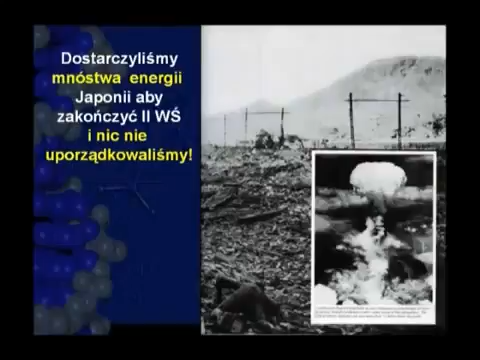 Dostarczyliśmy
mnóstwa energii
Japonii aby
zakończyć II WŚ
i nic nie
uporządkowaliśmy!